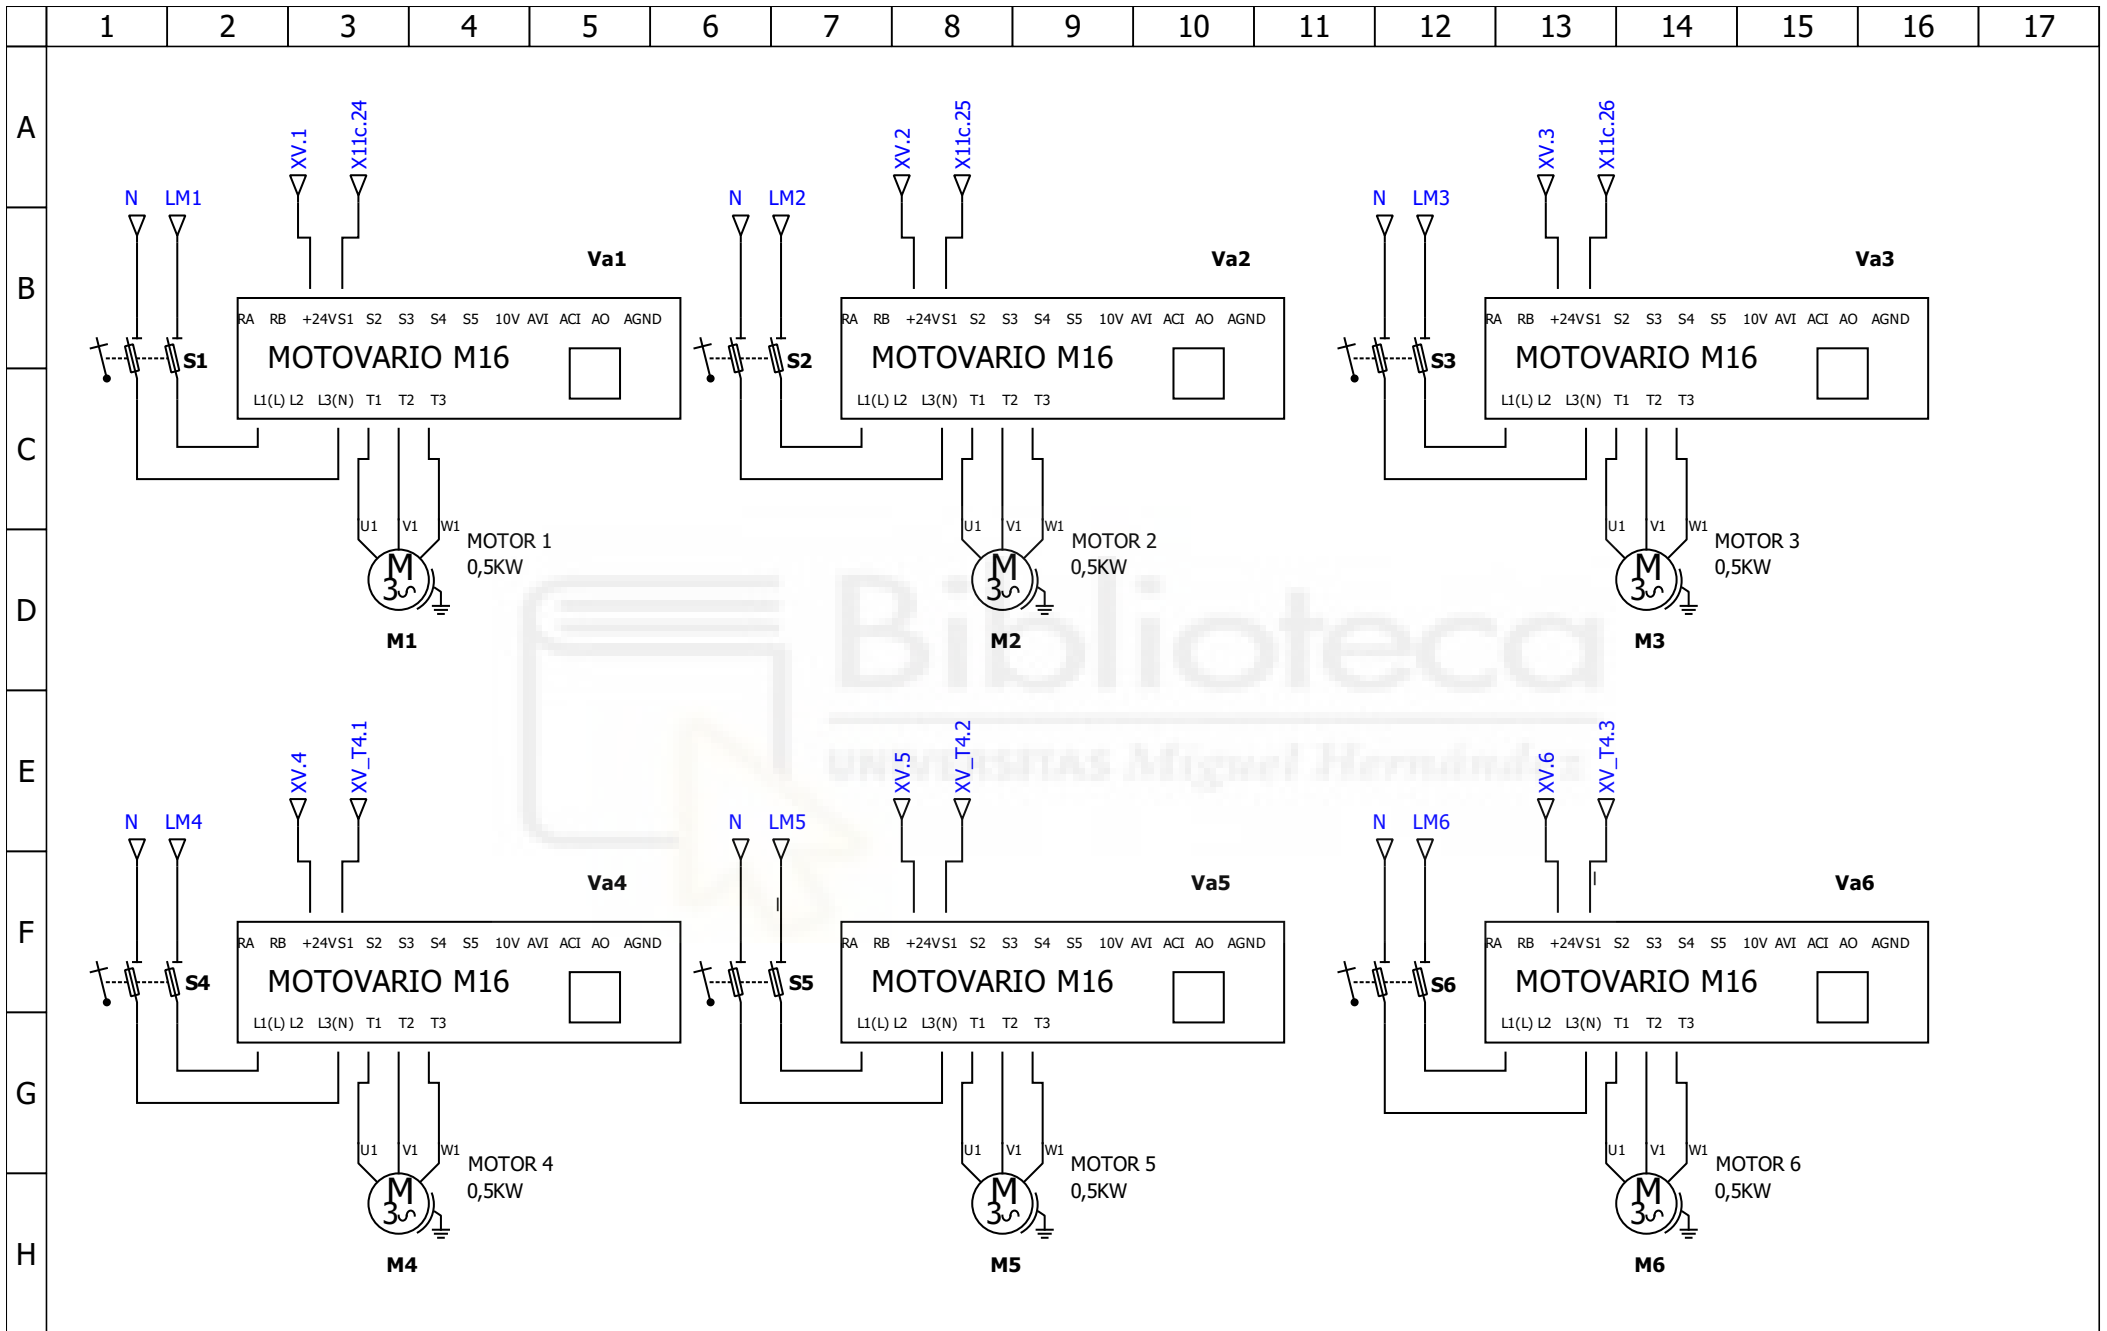 1 2 3 4 5 6 7 8 9 10 11 12 13 14 15 16 17
A
XV.1 X11c.24 XV.2 X11c.25 XV.3 X11c.26
N LM1 N LM2 N LM3
Va1 Va2 Va3
B
RA RB +24V S1 S2 S3 S4 S5 10V AVI ACI AO AGND
RA RB +24V S1 S2 S3 S4 S5 10V AVI ACI AO AGND
RA RB +24V S1 S2 S3 S4 S5 10V AVI ACI AO AGND
S1 MOTOVARIO M16 S2 MOTOVARIO M16 S3 MOTOVARIO M16
L1(L) L2 L3(N) T1 T2 T3
L1(L) L2 L3(N) T1 T2 T3
L1(L) L2 L3(N) T1 T2 T3
C
U1 V1 W1 U1 V1 W1 U1 V1 W1
MOTOR 1 MOTOR 2 MOTOR 3
0,5KW 0,5KW 0,5KW
M M M
3 3 3
D
M1 M2 M3
Biblioteca
UNIVERSITAS Miguel Hernández
E
XV.4 XV_T4.1 XV.5 XV_T4.2 XV.6 XV_T4.3
N LM4 N LM5 N LM6
Va4 Va5 Va6
F
RA RB +24V S1 S2 S3 S4 S5 10V AVI ACI AO AGND
RA RB +24V S1 S2 S3 S4 S5 10V AVI ACI AO AGND
RA RB +24V S1 S2 S3 S4 S5 10V AVI ACI AO AGND
S4 MOTOVARIO M16 S5 MOTOVARIO M16 S6 MOTOVARIO M16
L1(L) L2 L3(N) T1 T2 T3
L1(L) L2 L3(N) T1 T2 T3
L1(L) L2 L3(N) T1 T2 T3
G
U1 V1 W1 U1 V1 W1 U1 V1 W1
MOTOR 4 MOTOR 5 MOTOR 6
0,5KW 0,5KW 0,5KW
M M M
3 3 3
H
M4 M5 M6